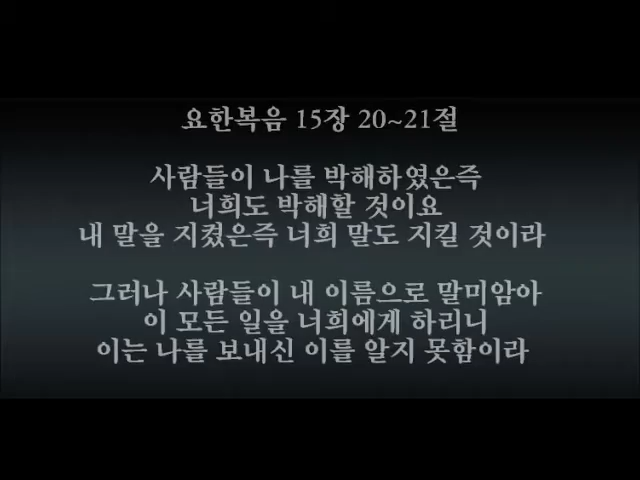 요한복음 15장 20~21절
사람들이 나를 박해하였은즉
너희도 박해할 것이요
내 말을 지켰은즉 너희 말도 지킬 것이라
그러나 사람들이 내 이름으로 말미암아
이 모든 일을 너희에게 하리니
이는 나를 보내신 이를 알지 못함이라